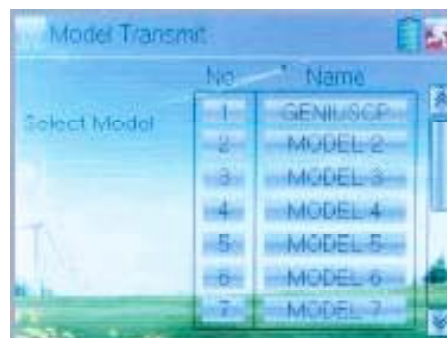 Model Transmit
No Name
Select Model
1 GENIUSCP
2 MODEL-2
3 MODEL-3
4 MODEL-4
5 MODEL-5
6 MODEL-6
7 MODEL-7